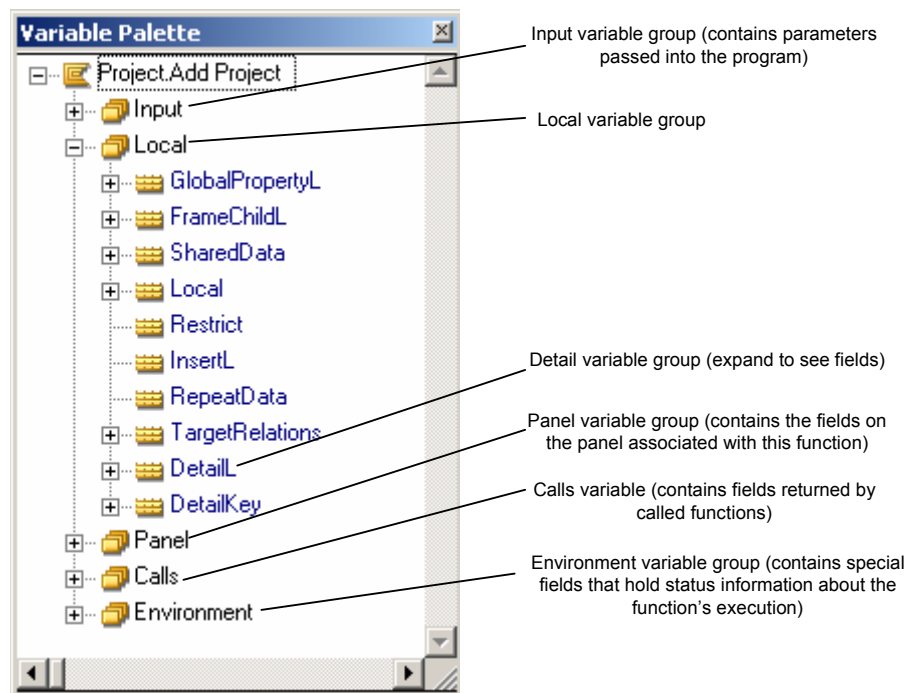 Variable Palette
Project.Add Project
Input
Local
GlobalPropertyL
FrameChildL
SharedData
Local
Restrict
InsertL
RepeatData
TargetRelations
DetailL
DetailKey
Panel
Calls
Environment
Input variable group (contains parameters
passed into the program)
Local variable group
Detail variable group (expand to see fields)
Panel variable group (contains the fields on
the panel associated with this function)
Calls variable (contains fields returned by
called functions)
Environment variable group (contains special
fields that hold status information about the
function's execution)